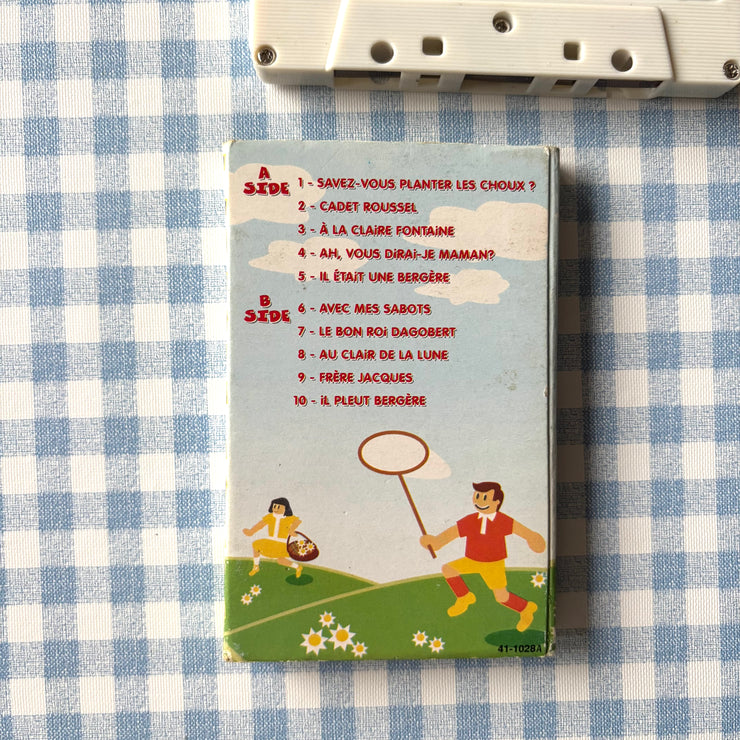 A SIDE
1 - SAVEZ-VOUS PLANTER LES CHOUX ?
2 - CADET ROUSSEL
3 - À LA CLAIRE FONTAINE
4 - AH, VOUS DIRAI-JE MAMAN?
5 - IL ÉTAIT UNE BERGÈRE
B SIDE
6 - AVEC MES SABOTS
7 - LE BON ROI DAGOBERT
8 - AU CLAIR DE LA LUNE
9 - FRÈRE JACQUES
10 - IL PLEUT BERGÈRE
41-1028A